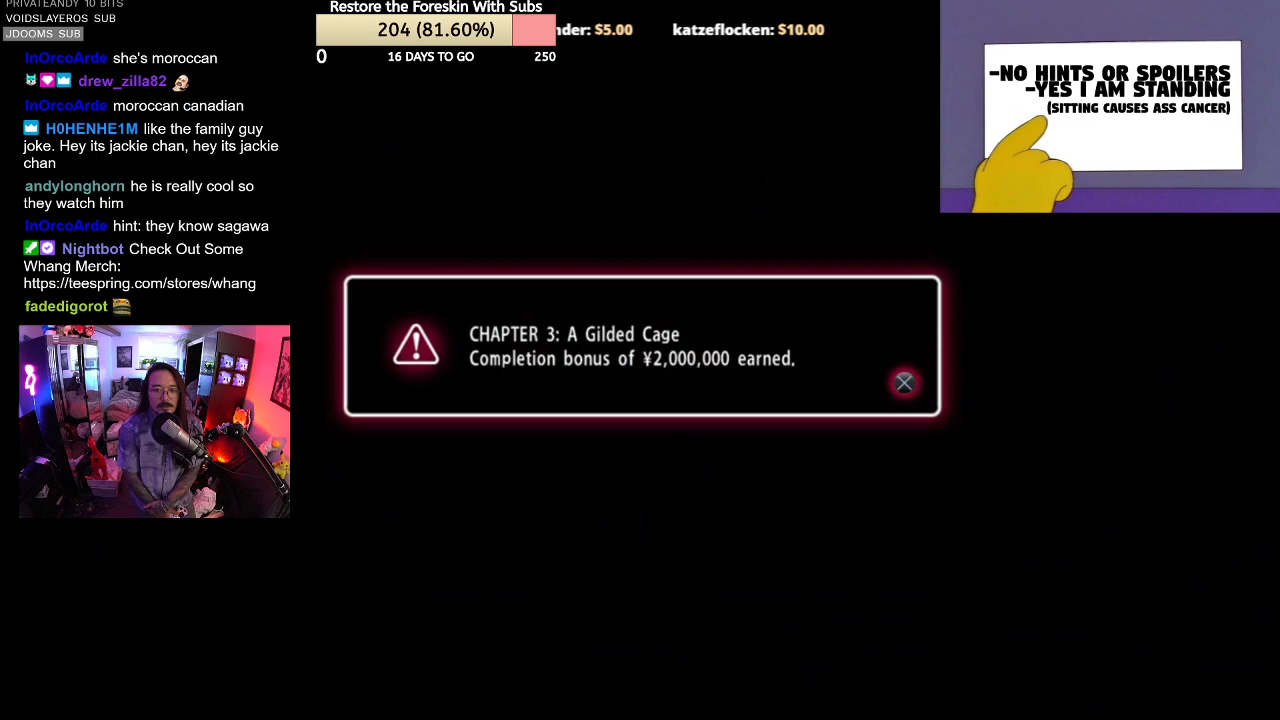 PRIVATEANDY 10 BITS
VOIDSLAYEROS SUB
JDOOMS SUB
InOrcoArde she's moroccan
drew_zilla82
InOrcoArde moroccan canadian
H0HENHE1M like the family guy
joke. Hey its jackie chan, hey its jackie
chan
andylonghorn he is really cool so
they watch him
InOrcoArde hint: they know sagawa
Nightbot Check Out Some
Whang Merch:
https://teespring.com/stores/whang
fadedigorot
Restore the Foreskin With Subs
204 (81.60%)
0 16 DAYS TO GO 250
nder: $5.00 katzeflocken: $10.00
-NO HINTS OR SPOILERS
-YES I AM STANDING
(SITTING CAUSES ASS CANCER)
CHAPTER 3: A Gilded Cage
Completion bonus of ¥2,000,000 earned.